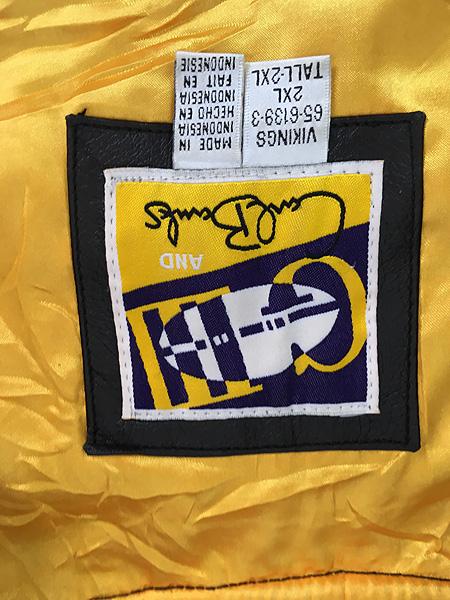 G-III
AND
Carl Banks
VIKINGS
65-6139-3
2XL
TALL-2XL
MADE IN
INDONESIA
HECHO EN
INDONESIA
FAIT EN
INDONESIE